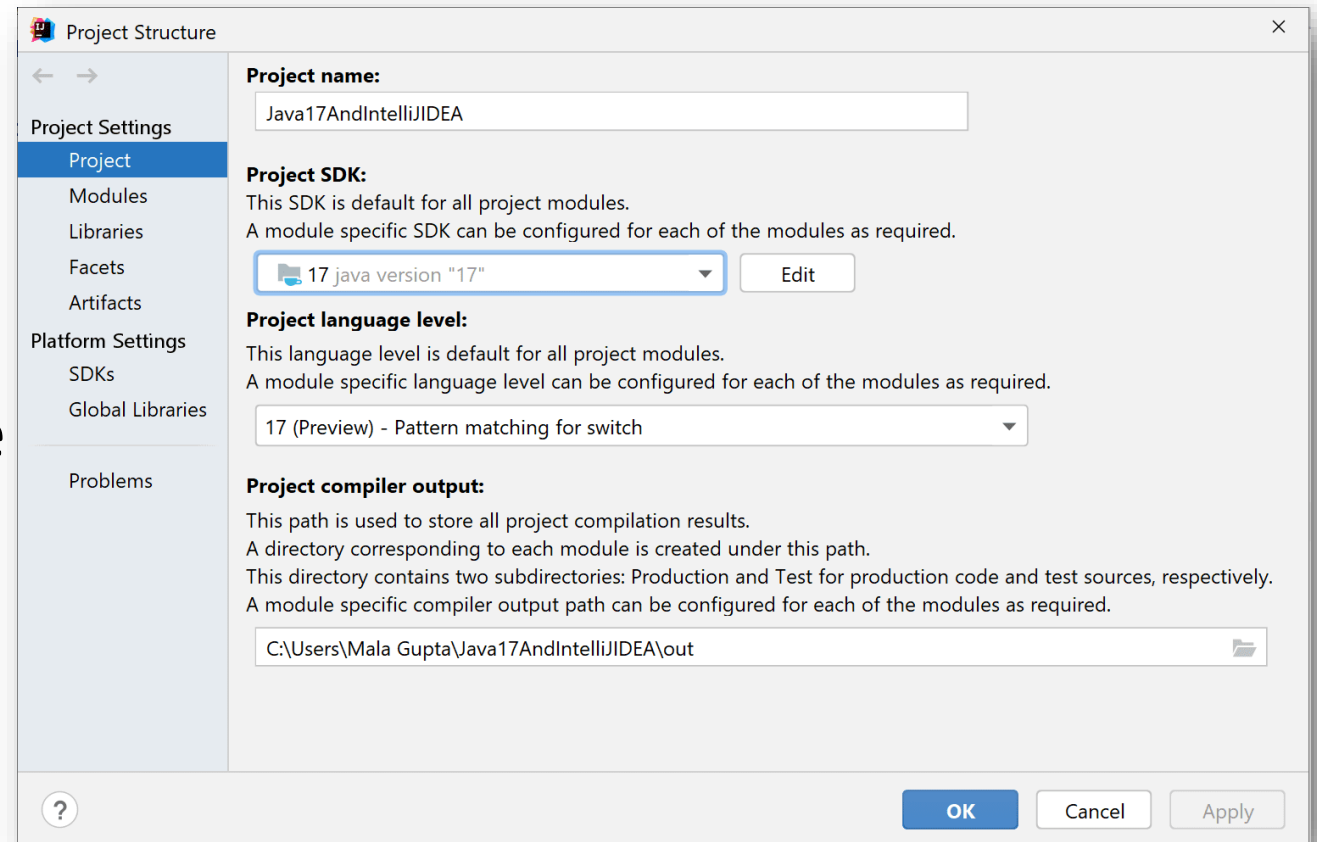 Project Structure
Project Settings
Project
Modules
Libraries
Facets
Artifacts
Platform Settings
SDKs
Global Libraries
Problems
Project name:
Java17AndIntelliJIDEA
Project SDK:
This SDK is default for all project modules.
A module specific SDK can be configured for each of the modules as required.
17 java version "17"
Edit
Project language level:
This language level is default for all project modules.
A module specific language level can be configured for each of the modules as required.
17 (Preview) - Pattern matching for switch
Project compiler output:
This path is used to store all project compilation results.
A directory corresponding to each module is created under this path.
This directory contains two subdirectories: Production and Test for production code and test sources, respectively.
A module specific compiler output path can be configured for each of the modules as required.
C:\Users\Mala Gupta\Java17AndIntelliJIDEA\out
?
OK
Cancel
Apply